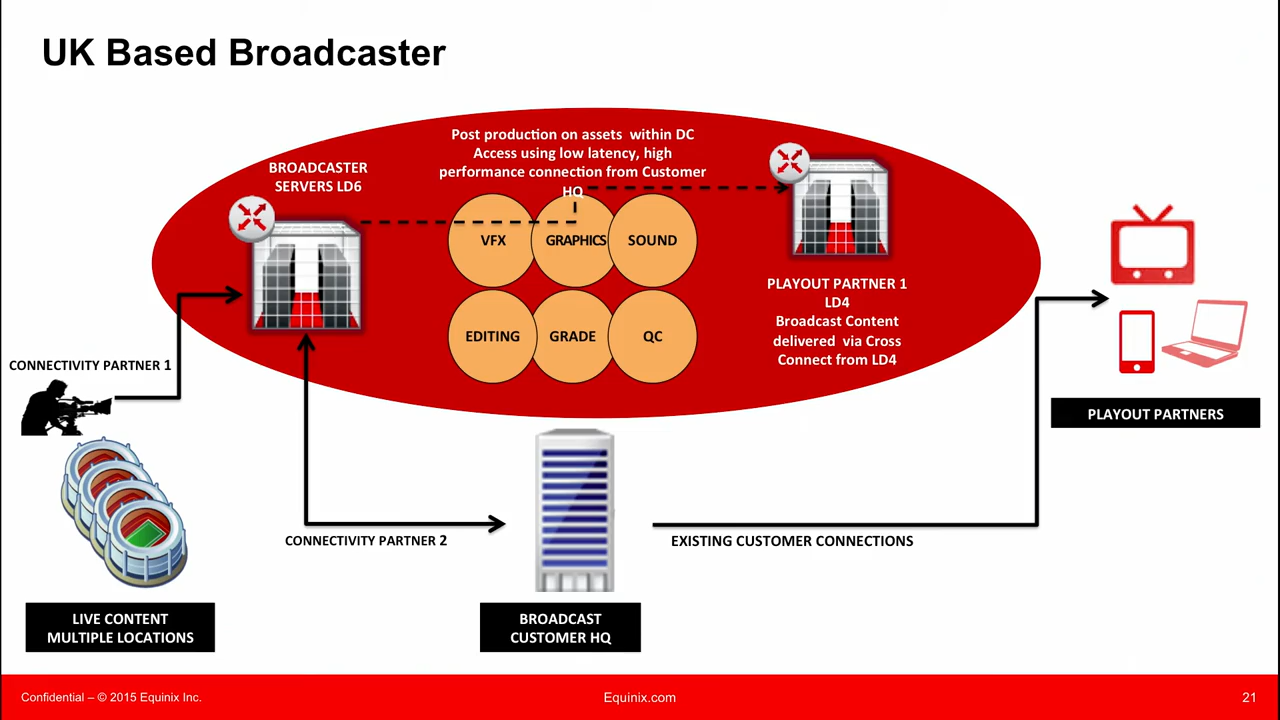 UK Based Broadcaster
Post production on assets within DC
Access using low latency, high
performance connection from Customer
HQ
BROADCASTER
SERVERS LD6
VFX
GRAPHICS
SOUND
EDITING
GRADE
QC
PLAYOUT PARTNER 1
LD4
Broadcast Content
delivered via Cross
Connect from LD4
CONNECTIVITY PARTNER 1
PLAYOUT PARTNERS
CONNECTIVITY PARTNER 2
EXISTING CUSTOMER CONNECTIONS
LIVE CONTENT
MULTIPLE LOCATIONS
BROADCAST
CUSTOMER HQ
Confidential – © 2015 Equinix Inc.
Equinix.com
21